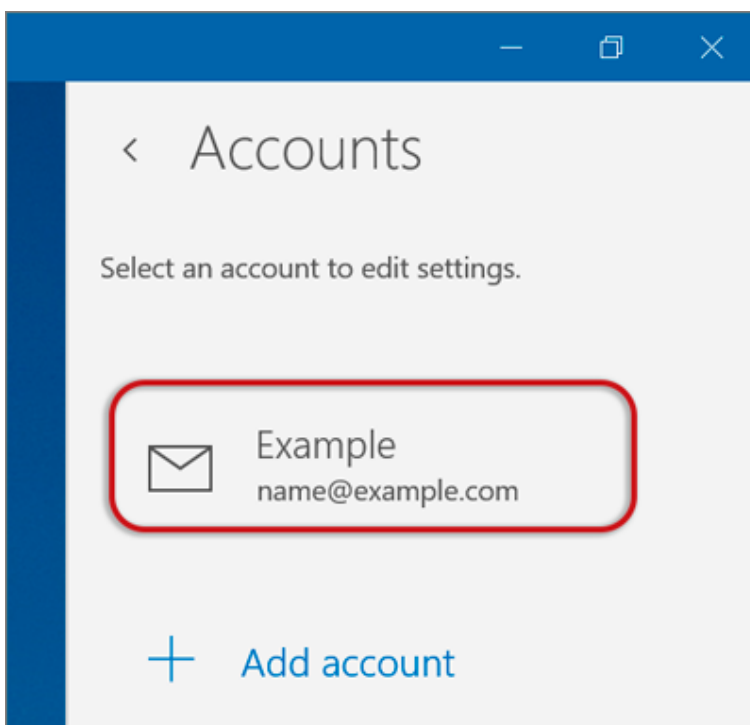 Accounts
Select an account to edit settings.
Example
name@example.com
Add account